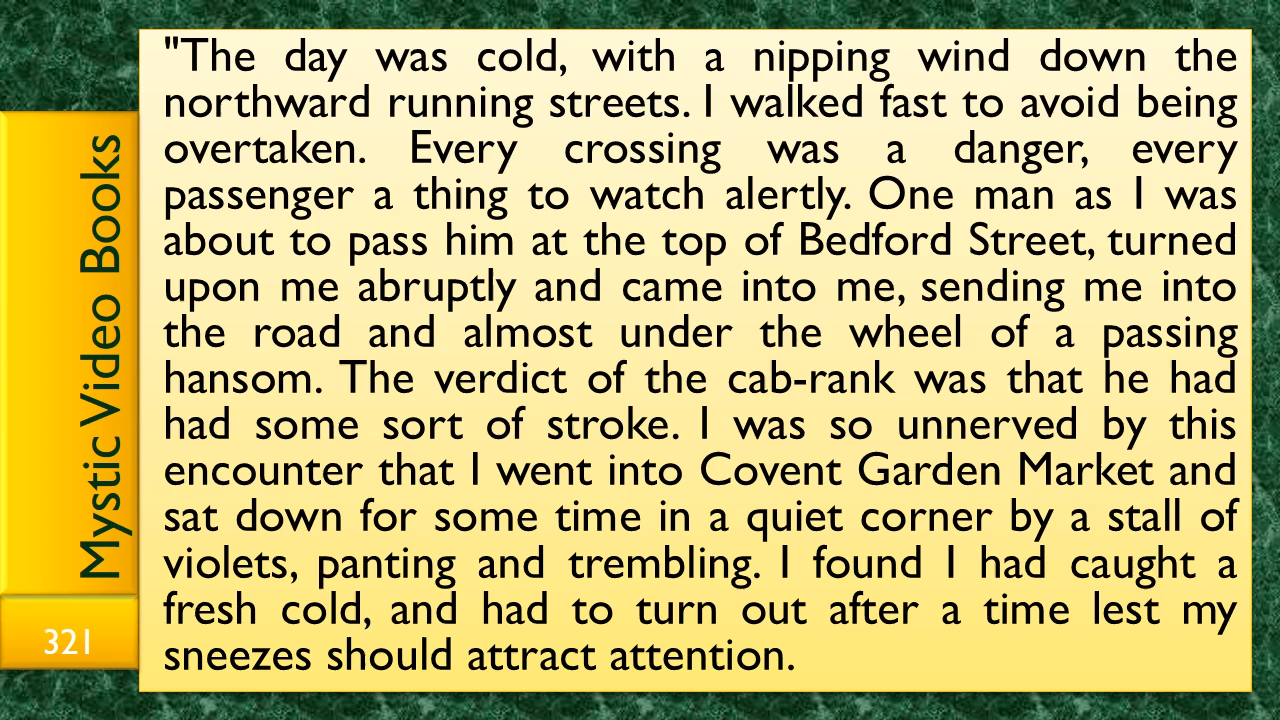 "The day was cold, with a nipping wind down the
northward running streets. I walked fast to avoid being
overtaken. Every crossing was a danger, every
passenger a thing to watch alertly. One man as I was
about to pass him at the top of Bedford Street, turned
upon me abruptly and came into me, sending me into
the road and almost under the wheel of a passing
hansom. The verdict of the cab-rank was that he had
had some sort of stroke. I was so unnerved by this
encounter that I went into Covent Garden Market and
sat down for some time in a quiet corner by a stall of
violets, panting and trembling. I found I had caught a
fresh cold, and had to turn out after a time lest my
sneezes should attract attention.
Mystic Video Books
321